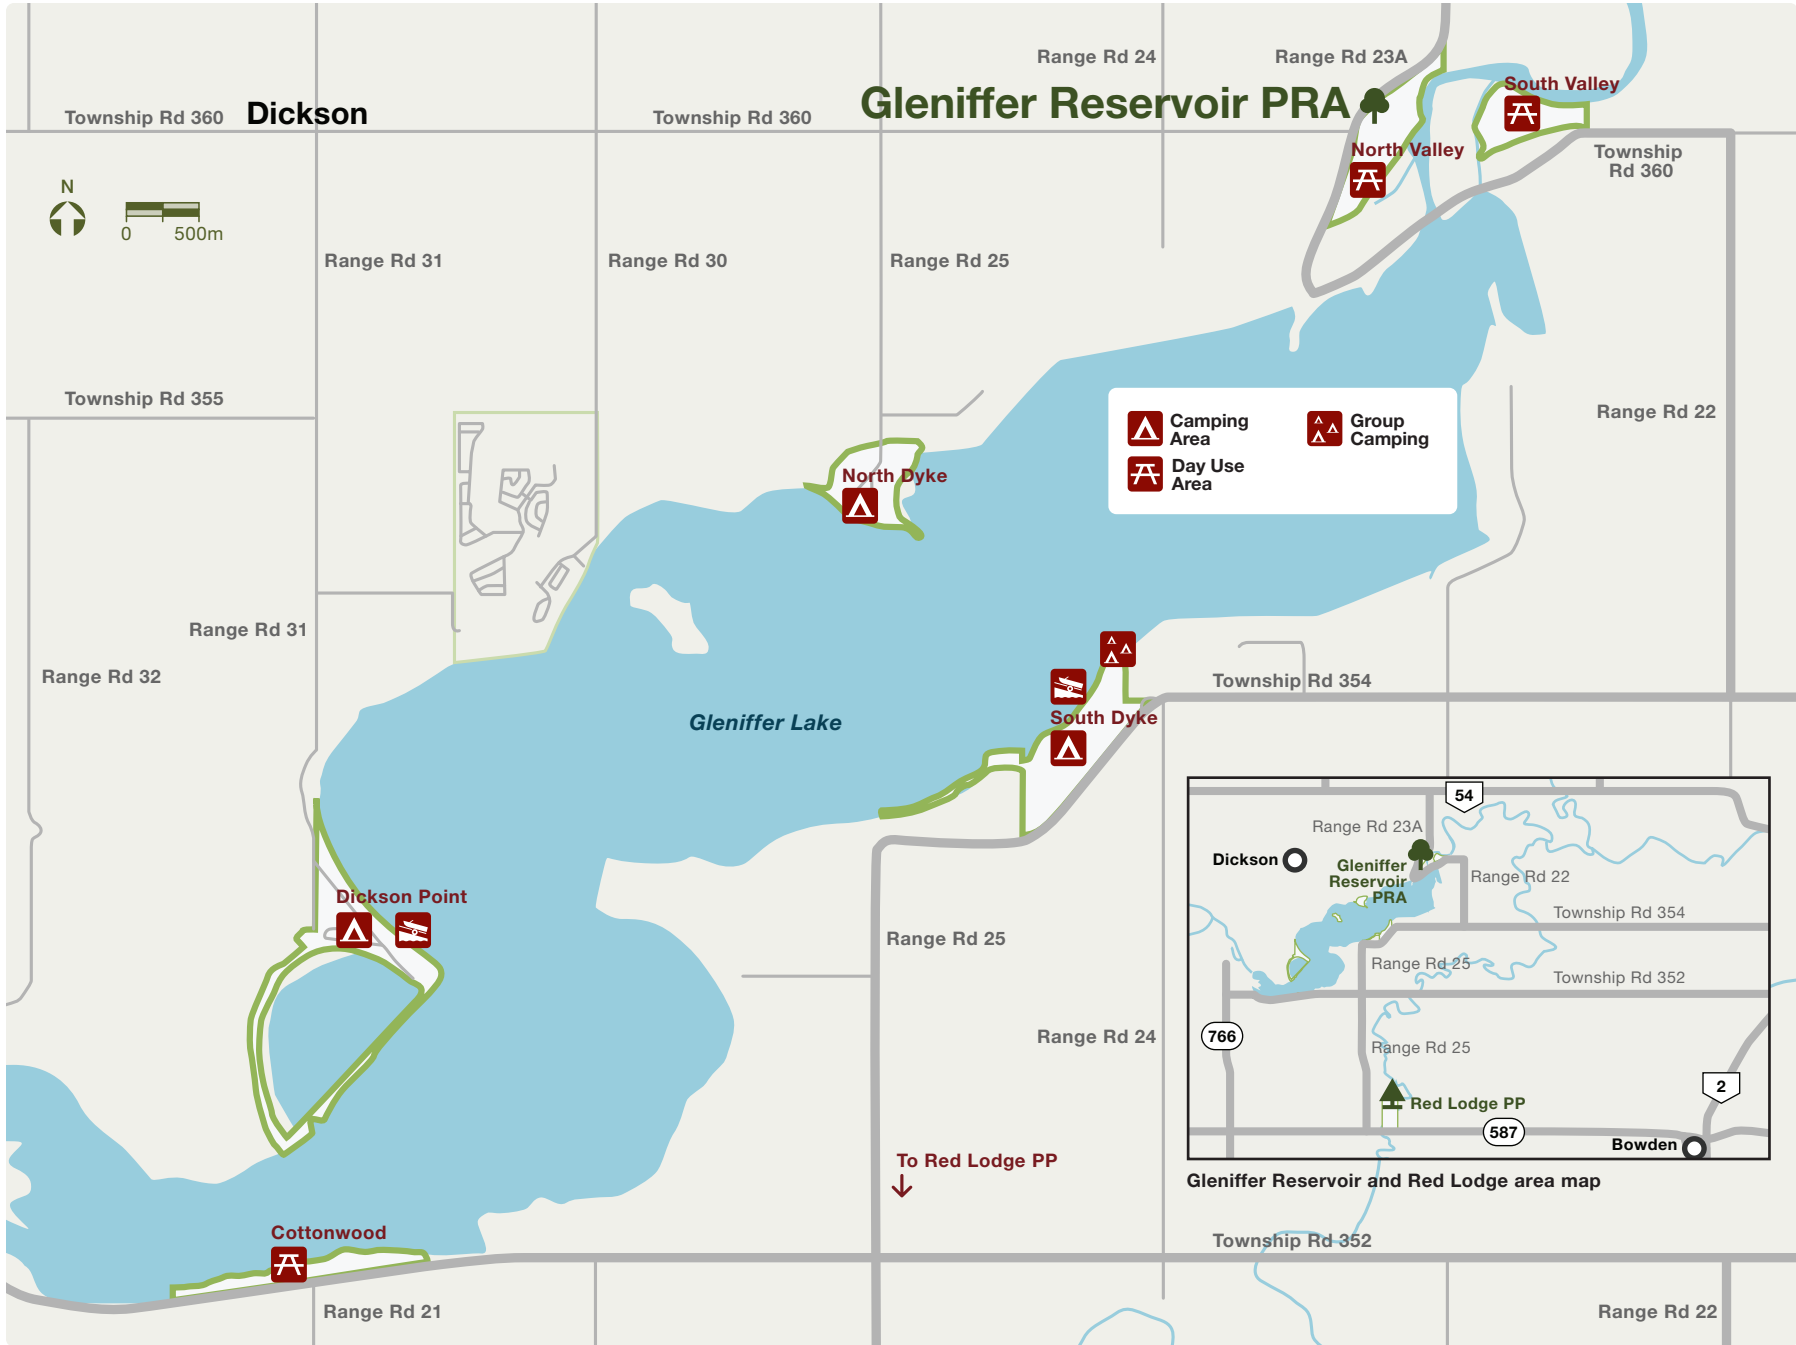 Range Rd 24
Range Rd 23A
South Valley
Township Rd 360
Dickson
Township Rd 360
Gleniffer Reservoir PRA
North Valley
Township
Rd 360
N
0
500m
Range Rd 31
Range Rd 30
Range Rd 25
Township Rd 355
Range Rd 22
Camping
Area
Group
Camping
Day Use
Area
North Dyke
Range Rd 31
Range Rd 32
Township Rd 354
Gleniffer Lake
South Dyke
Dickson Point
Range Rd 25
Range Rd 24
To Red Lodge PP
Cottonwood
Township Rd 352
Range Rd 21
Range Rd 22
54
Range Rd 23A
Dickson
Gleniffer
Reservoir
PRA
Range Rd 22
Township Rd 354
Range Rd 25
Township Rd 352
766
Range Rd 25
2
Red Lodge PP
587
Bowden
Gleniffer Reservoir and Red Lodge area map